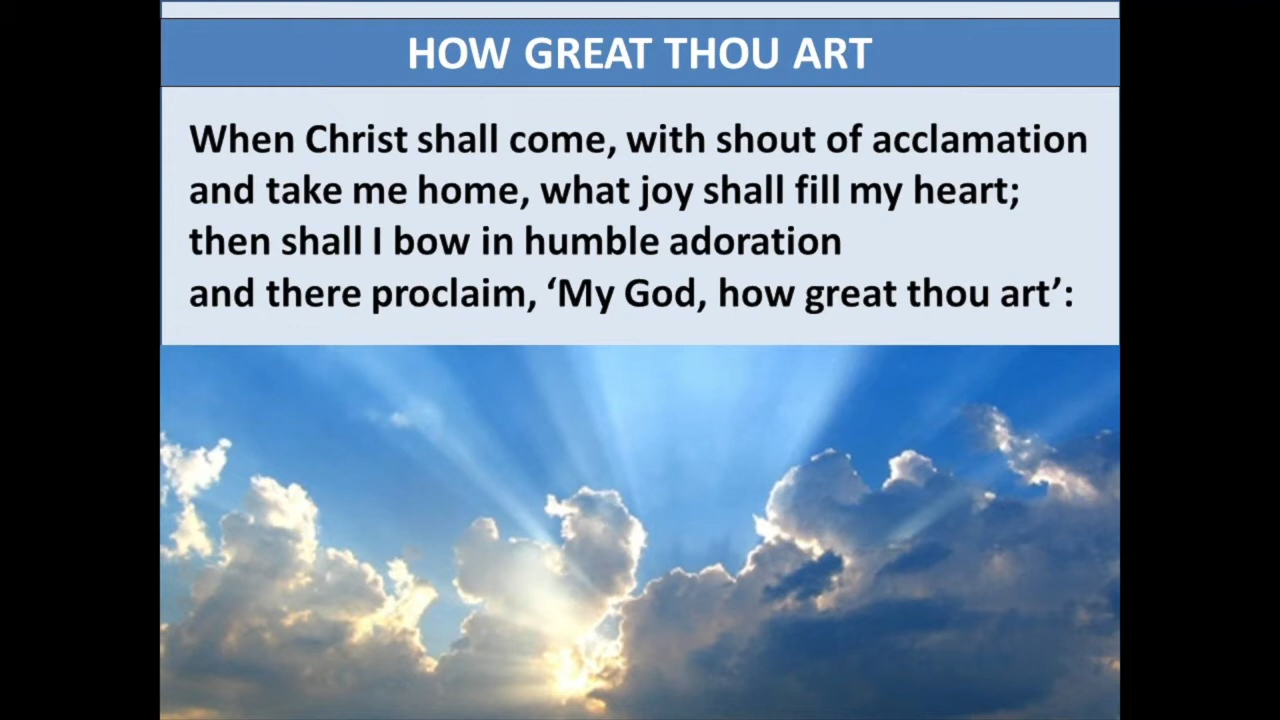 HOW GREAT THOU ART
When Christ shall come, with shout of acclamation
and take me home, what joy shall fill my heart;
then shall I bow in humble adoration
and there proclaim, ‘My God, how great thou art’: